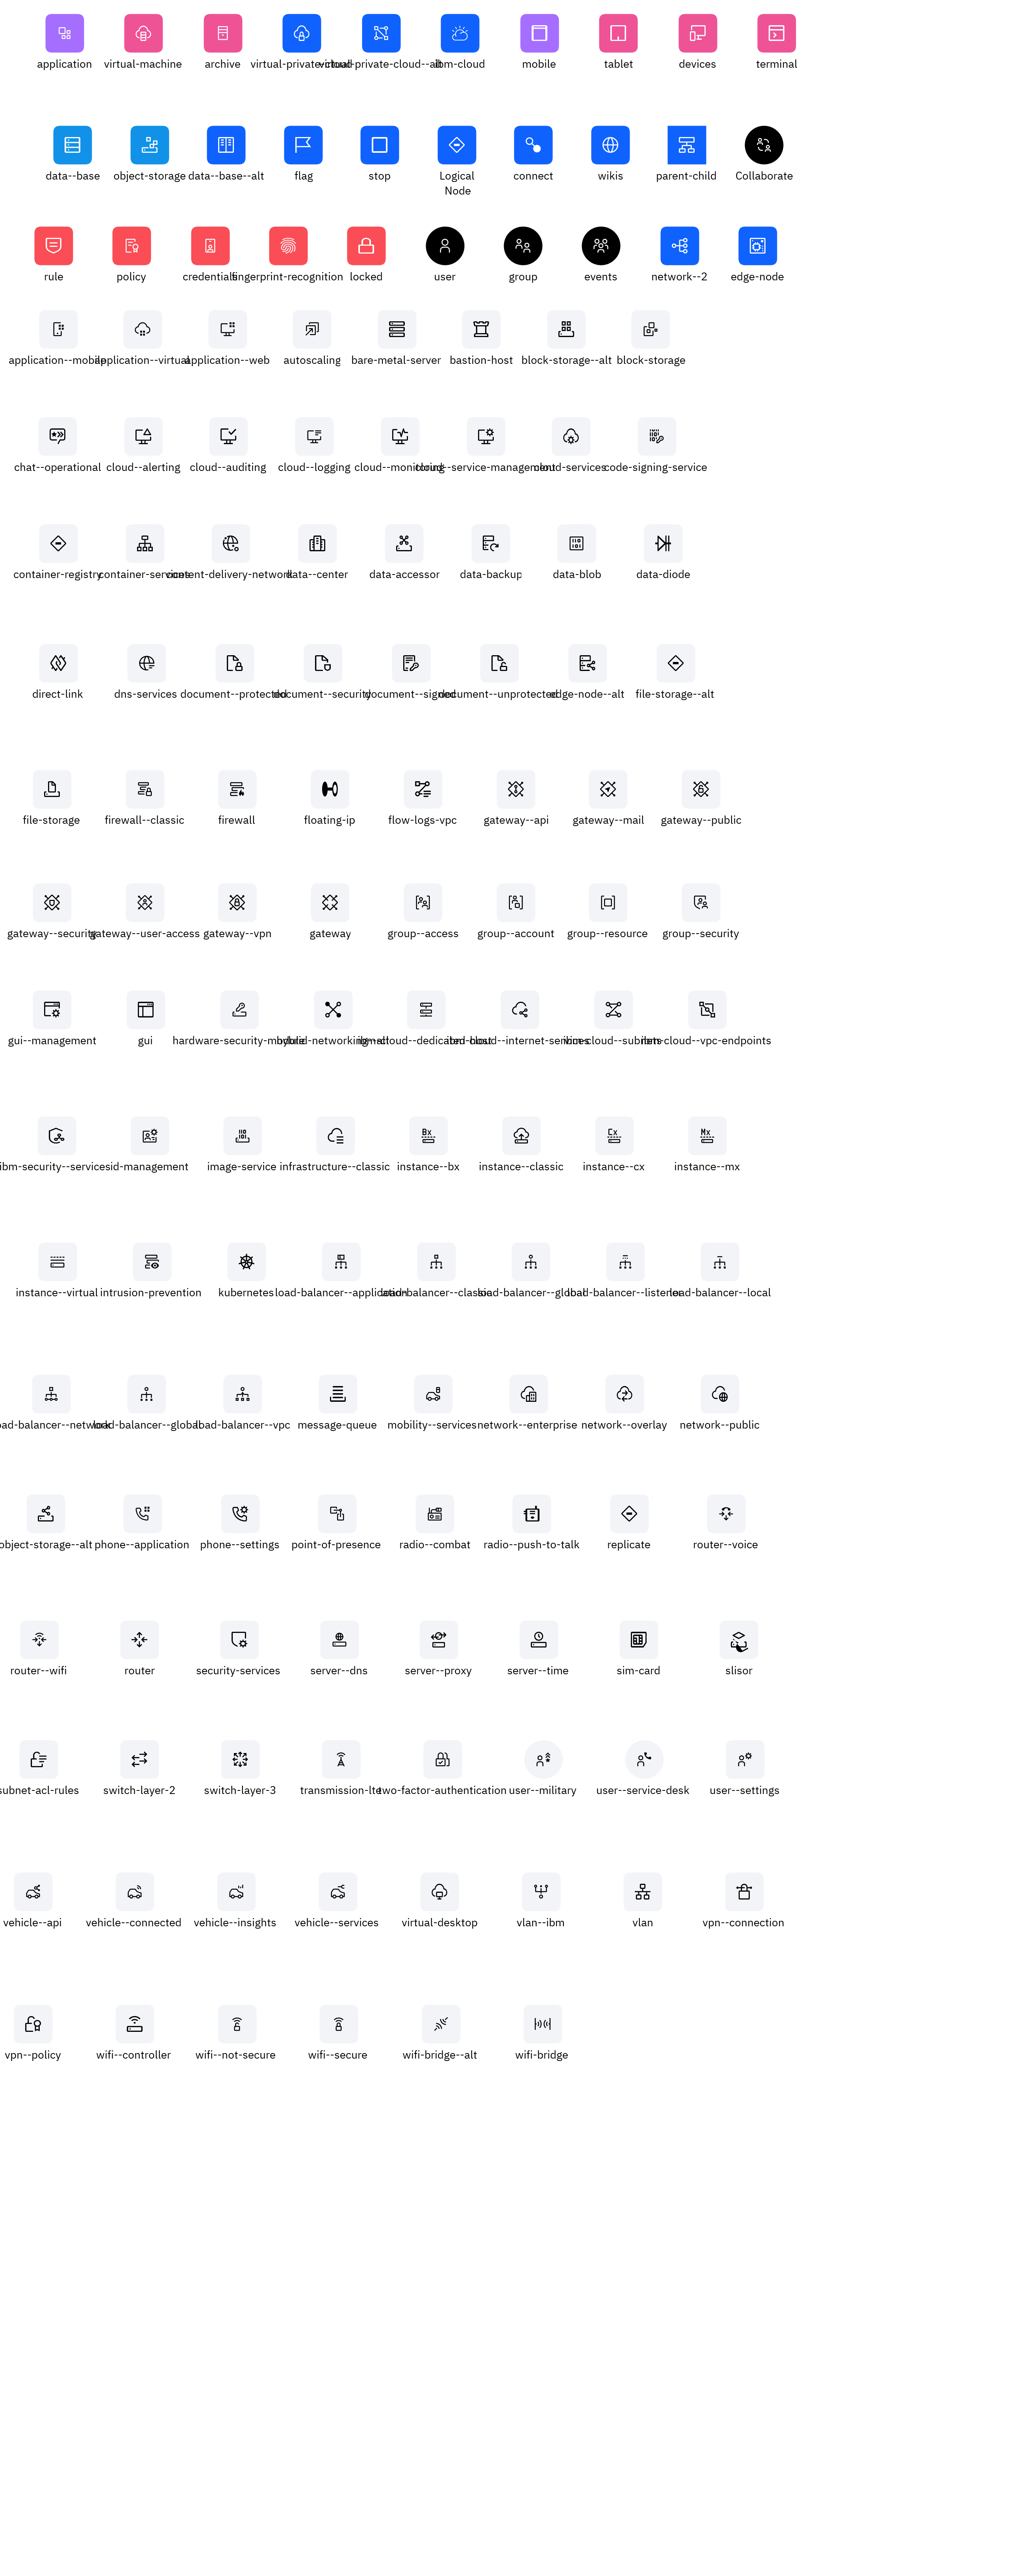 application virtual-machine archive virtual-private-cloud virtual-private-cloud--alt ibm-cloud mobile tablet devices terminal
data--base object-storage data--base--alt flag stop Logical connect wikis parent-child Collaborate
Node
rule policy credentials fingerprint-recognition locked user group events network--2 edge-node
application--mobile application--virtual application--web autoscaling bare-metal-server bastion-host block-storage--alt block-storage
chat--operational cloud--alerting cloud--auditing cloud--logging cloud--monitoring cloud--service-management cloud-services code-signing-service
container-registry container-services content-delivery-network data--center data-accessor data-backup data-blob data-diode
direct-link dns-services document--protected document--security document--signed document--unprotected edge-node--alt file-storage--alt
file-storage firewall--classic firewall floating-ip flow-logs-vpc gateway--api gateway--mail gateway--public
gateway--security gateway--user-access gateway--vpn gateway group--access group--account group--resource group--security
gui--management gui hardware-security-module hybrid-networking--alt ibm-cloud--dedicated-host ibm-cloud--internet-services ibm-cloud--subnets ibm-cloud--vpc-endpoints
ibm-security--services id-management image-service infrastructure--classic instance--bx instance--classic instance--cx instance--mx
Bx Cx Mx
instance--virtual intrusion-prevention kubernetes load-balancer--application load-balancer--classic load-balancer--global load-balancer--listener load-balancer--local
load-balancer--network load-balancer--global load-balancer--vpc message-queue mobility--services network--enterprise network--overlay network--public
object-storage--alt phone--application phone--settings point-of-presence radio--combat radio--push-to-talk replicate router--voice
router--wifi router security-services server--dns server--proxy server--time sim-card slisor
subnet-acl-rules switch-layer-2 switch-layer-3 transmission-lte two-factor-authentication user--military user--service-desk user--settings
vehicle--api vehicle--connected vehicle--insights vehicle--services virtual-desktop vlan--ibm vlan vpn--connection
vpn--policy wifi--controller wifi--not-secure wifi--secure wifi-bridge--alt wifi-bridge